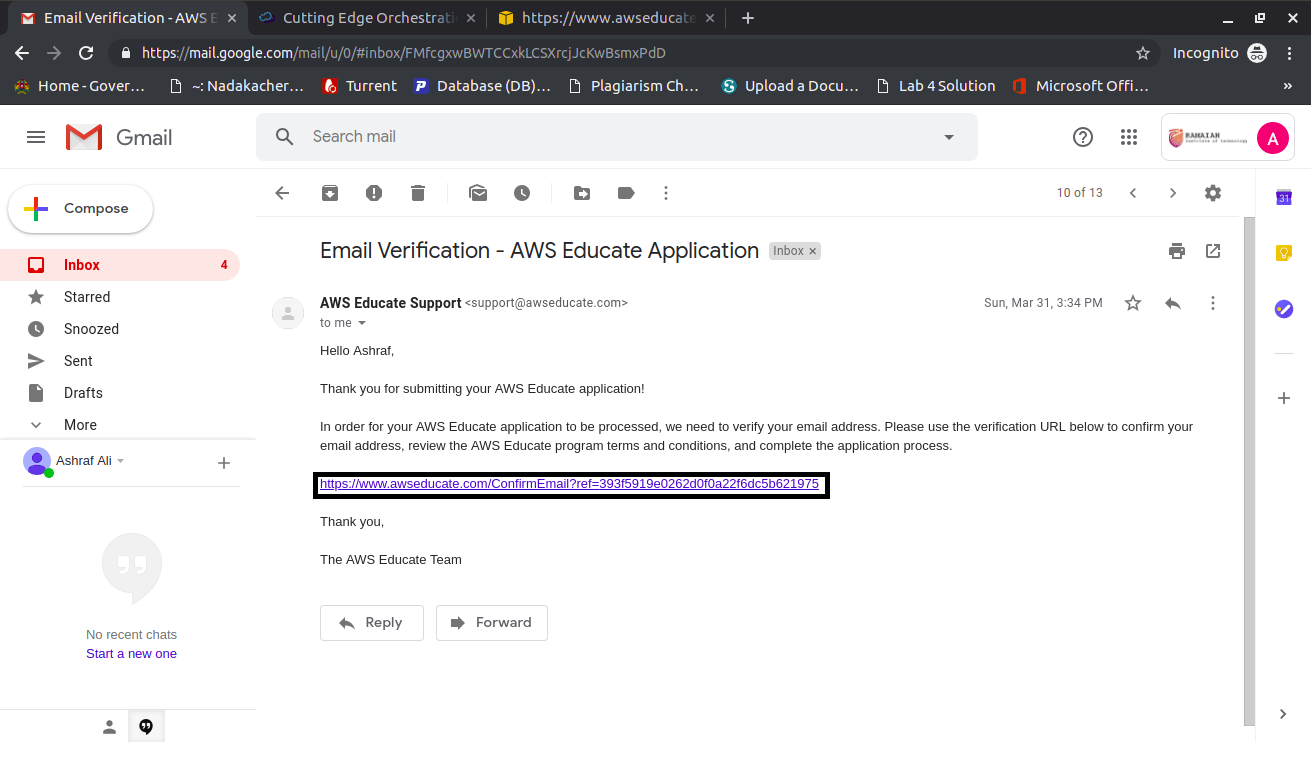 Email Verification - AWS E
Cutting Edge Orchestrati
https://www.awseducate
https://mail.google.com/mail/u/0/#inbox/FMfcgxwBWTCCxkLCSXrcjJcKwBsmxPdD
Incognito
Home - Gover...
~: Nadakacher...
Turrent
Database (DB)...
Plagiarism Ch...
Upload a Docu...
Lab 4 Solution
Microsoft Offi...
»
Gmail
Search mail
RAMAIAH
Institute of Technology
A
Compose
10 of 13
31
Inbox 4
Starred
Snoozed
Sent
Drafts
More
Ashraf Ali
No recent chats
Start a new one
Email Verification - AWS Educate Application
Inbox ×
AWS Educate Support <support@awseducate.com>
Sun, Mar 31, 3:34 PM
to me
Hello Ashraf,
Thank you for submitting your AWS Educate application!
In order for your AWS Educate application to be processed, we need to verify your email address. Please use the verification URL below to confirm your
email address, review the AWS Educate program terms and conditions, and complete the application process.
https://www.awseducate.com/ConfirmEmail?ref=393f5919e0262d0f0a22f6dc5b621975
Thank you,
The AWS Educate Team
Reply
Forward